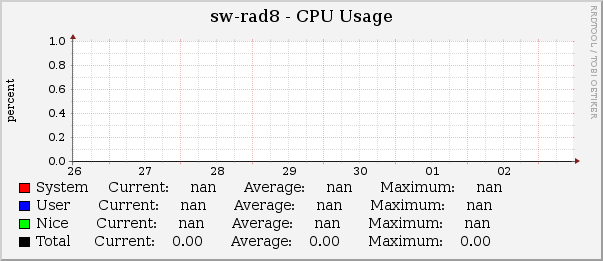 sw-rad8 - CPU Usage
RRDTOOL / TOBI OETIKER
percent
1.0
0.8
0.6
0.4
0.2
0.0
26 27 28 29 30 31 01 02
System Current: nan Average: nan Maximum: nan
User Current: nan Average: nan Maximum: nan
Nice Current: nan Average: nan Maximum: nan
Total Current: 0.00 Average: 0.00 Maximum: 0.00